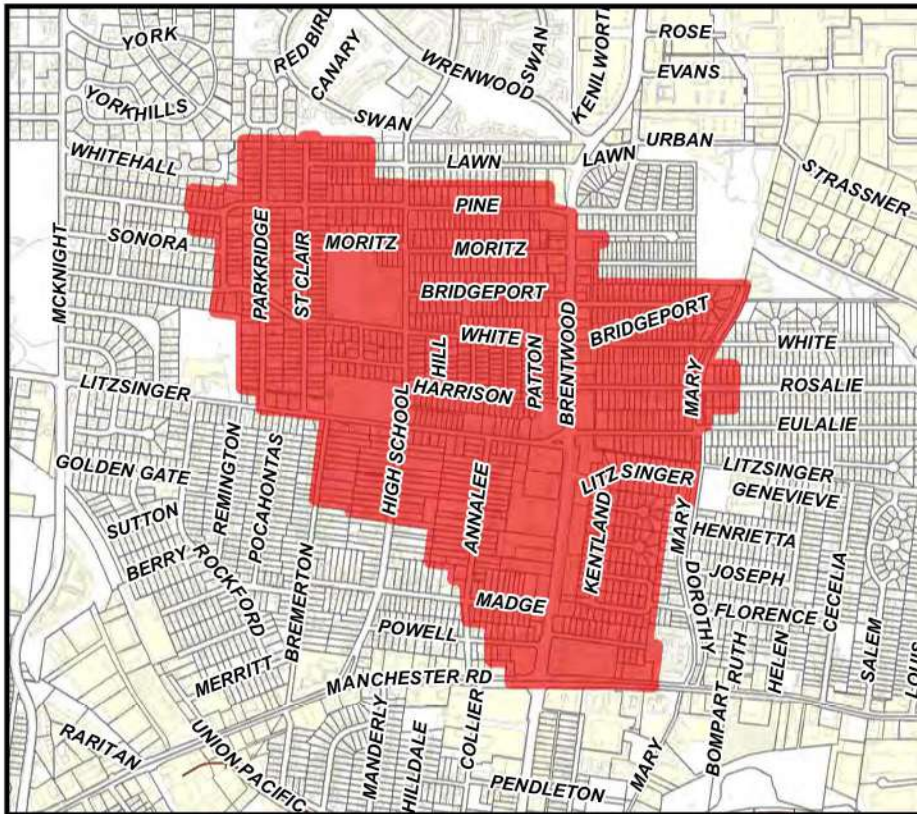 YORK
REDBIRD
CANARY
WRENWOOD
SWAN
KENILWORTH
ROSE
EVANS
YORKHILLS
SWAN
URBAN
WHITEHALL
LAWN
LAWN
STRASSNER
PINE
SONORA
MORITZ
MORITZ
PARKRIDGE
ST CLAIR
MCKNIGHT
BRIDGEPORT
BRIDGEPORT
WHITE
WHITE
HILL
PATTON
BRENTWOOD
LITZSINGER
HARRISON
MARY
ROSALIE
EULALIE
HIGH SCHOOL
GOLDEN GATE
REMINGTON
POCAHONTAS
ANNALEE
LITZSINGER
LITZSINGER
GENEVIEVE
SUTTON
KENTLAND
MARY
HENRIETTA
BERRY
ROCKFORD
BREMERTON
JOSEPH
CECELIA
MADGE
DOROTHY
FLORENCE
POWELL
RUTH
HELEN
SALEM
MERRITT
MANCHESTER RD
BOMPART
LOUIS
RARITAN
UNION PACIFIC
MANDERLY
HILLDALE
COLLIER
PENDLETON
MARY